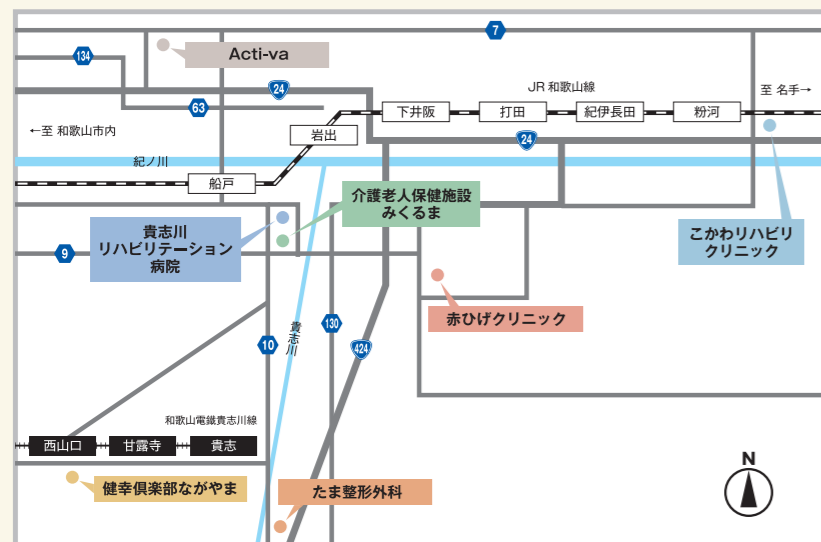 7
134
Acti-va
24
JR 和歌山線
至 名手→
63
下井阪
打田
紀伊長田
粉河
←至 和歌山市内
岩出
24
紀ノ川
船戸
介護老人保健施設
みくるま
貴志川
リハビリテーション
病院
こかわリハビリ
クリニック
9
赤ひげクリニック
貴志川
130
10
424
和歌山電鐵貴志川線
西山口
甘露寺
貴志
N
健幸倶楽部ながやま
たま整形外科